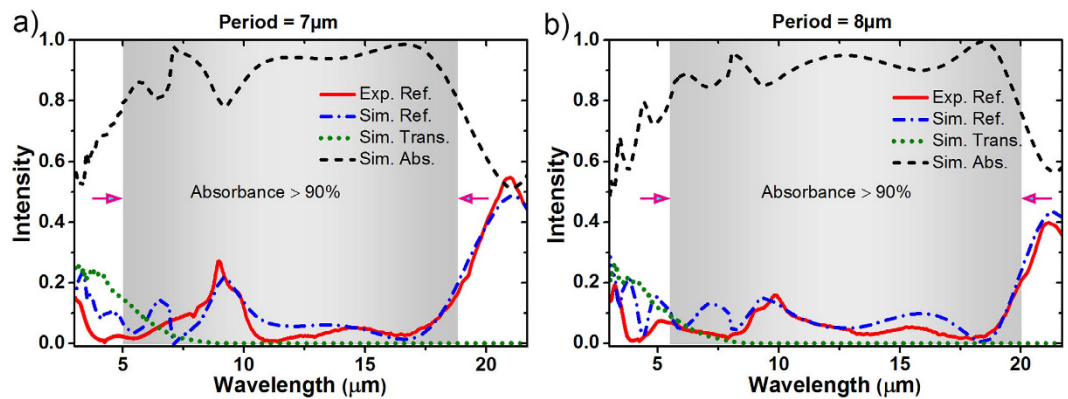 a)
Period = 7μm
Intensity
1.0
0.8
0.6
0.4
0.2
0.0
Exp. Ref.
Sim. Ref.
Sim. Trans.
Sim. Abs.
Absorbance > 90%
5
10
15
20
Wavelength (μm)
b)
Period = 8μm
Intensity
1.0
0.8
0.6
0.4
0.2
0.0
Exp. Ref.
Sim. Ref.
Sim. Trans.
Sim. Abs.
Absorbance > 90%
5
10
15
20
Wavelength (μm)